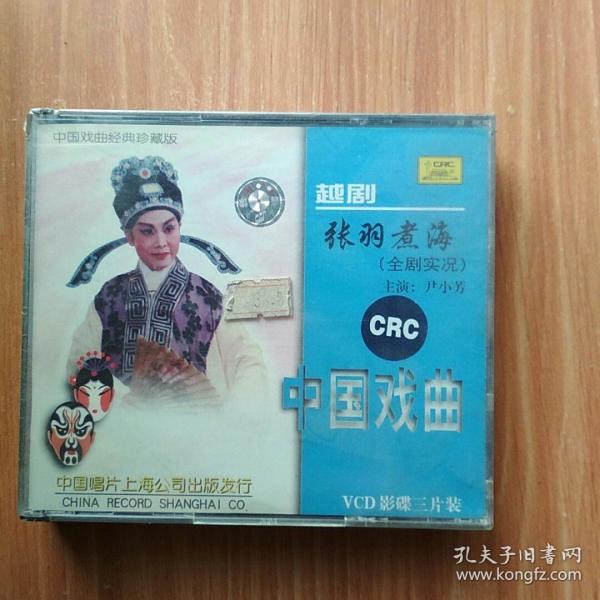 中国戏曲经典珍藏版
CRC
越剧
张羽煮海
(全剧实况)
主演：尹小芳
CRC
中国戏曲
中国唱片上海公司出版发行
CHINA RECORD SHANGHAI CO.
VCD 影碟三片装
孔夫子旧书网
www.kongfz.com